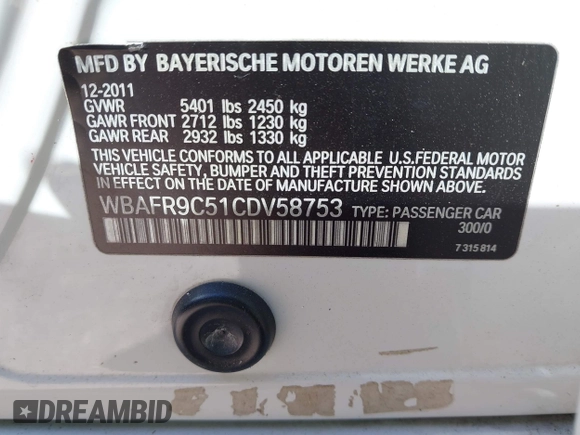 MFD BY BAYERISCHE MOTOREN WERKE AG
12-2011
GVWR 5401 lbs 2450 kg
GAWR FRONT 2712 lbs 1230 kg
GAWR REAR 2932 lbs 1330 kg
THIS VEHICLE CONFORMS TO ALL APPLICABLE U.S.FEDERAL MOTOR
VEHICLE SAFETY, BUMPER, AND THEFT PREVENTION STANDARDS
IN EFFECT ON THE DATE OF MANUFACTURE SHOWN ABOVE.
WBAFR9C51CDV58753 TYPE: PASSENGER CAR
300/0
7 315 814
DREAMBID